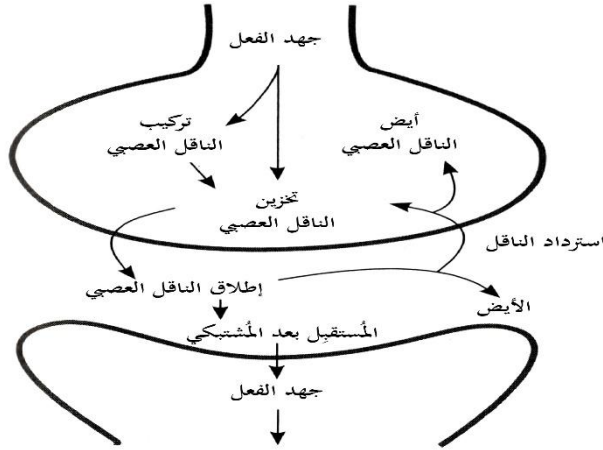 جهد الفعل
تركيب
الناقل العصبي
أيض
الناقل العصبي
تخزين
الناقل العصبي
استرداد الناقل
إطلاق الناقل العصبي
الأيض
المُستقبِل بعد المُشتبكي
جهد الفعل